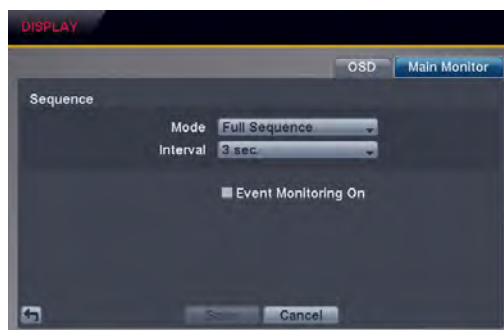 DISPLAY
OSD Main Monitor
Sequence
Mode Full Sequence
Interval 3 sec.
Event Monitoring On
Cancel